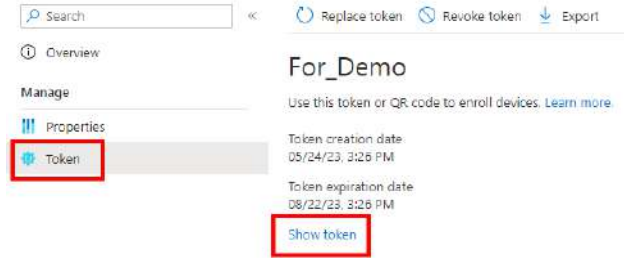 Search
«
Overview
Manage
Properties
Token
Replace token Revoke token Export
For_Demo
Use this token or QR code to enroll devices. Learn more.
Token creation date
05/24/23, 3:26 PM
Token expiration date
08/22/23, 3:26 PM
Show token